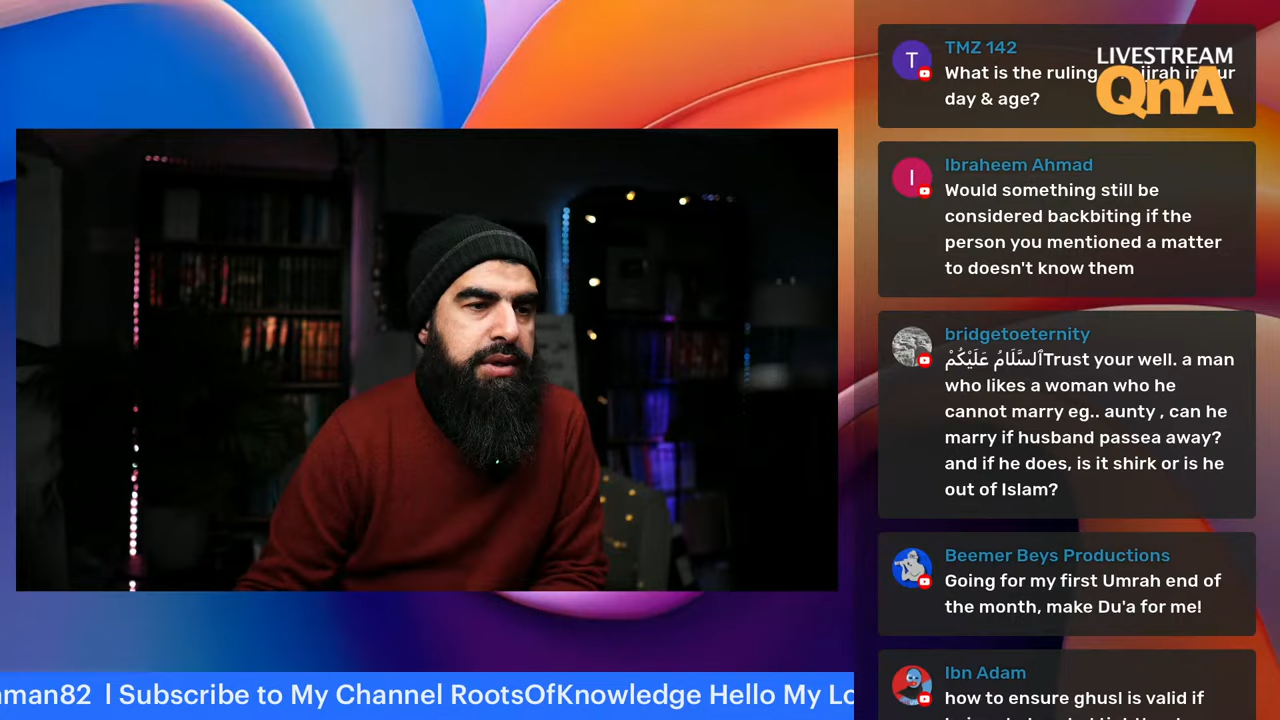 TMZ 142
What is the ruling
day & age?
LIVESTREAM
QnA
Ibraheem Ahmad
Would something still be
considered backbiting if the
person you mentioned a matter
to doesn't know them
bridgetoeternity
ٱلسَّلَامُ عَلَيْكُمْTrust your well. a man
who likes a woman who he
cannot marry eg.. aunty , can he
marry if husband passea away?
and if he does, is it shirk or is he
out of Islam?
Beemer Beys Productions
Going for my first Umrah end of
the month, make Du'a for me!
Ibn Adam
how to ensure ghusl is valid if
man82 | Subscribe to My Channel RootsOfKnowledge Hello My Lo